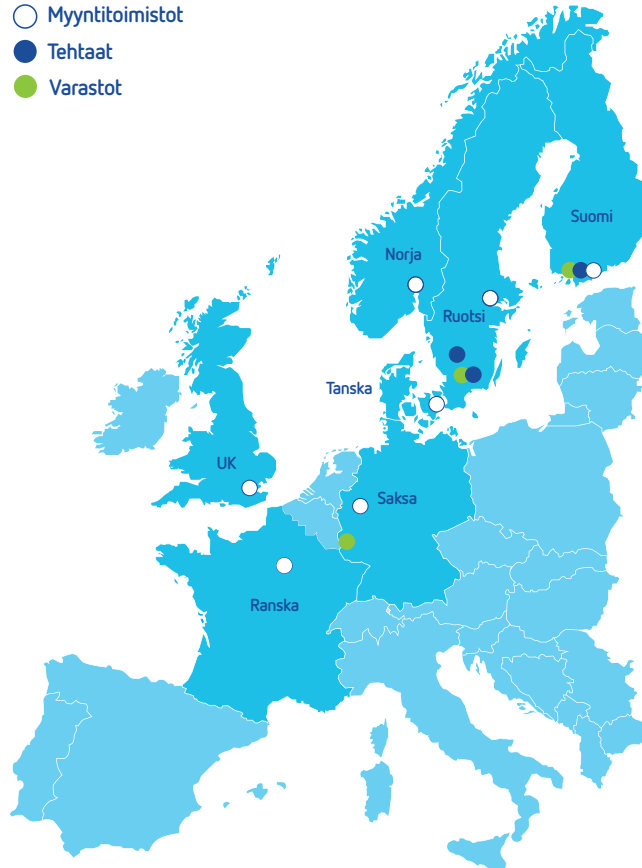 Myyntitoimistot
Tehtaat
Varastot
Suomi
Norja
Ruotsi
Tanska
UK
Saksa
Ranska